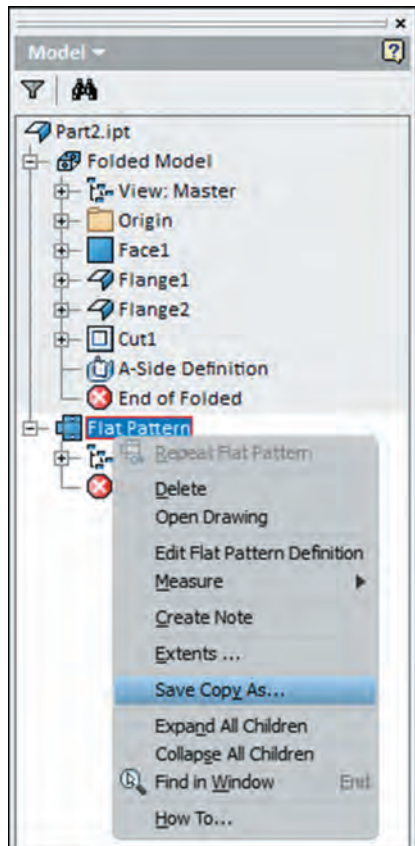 Model
Part2.ipt
Folded Model
View: Master
Origin
Face1
Flange1
Flange2
Cut1
A-Side Definition
End of Folded
Flat Pattern
Repeat Flat Pattern
Delete
Open Drawing
Edit Flat Pattern Definition
Measure
Create Note
Extents ...
Save Copy As...
Expand All Children
Collapse All Children
Find in Window End
How To...